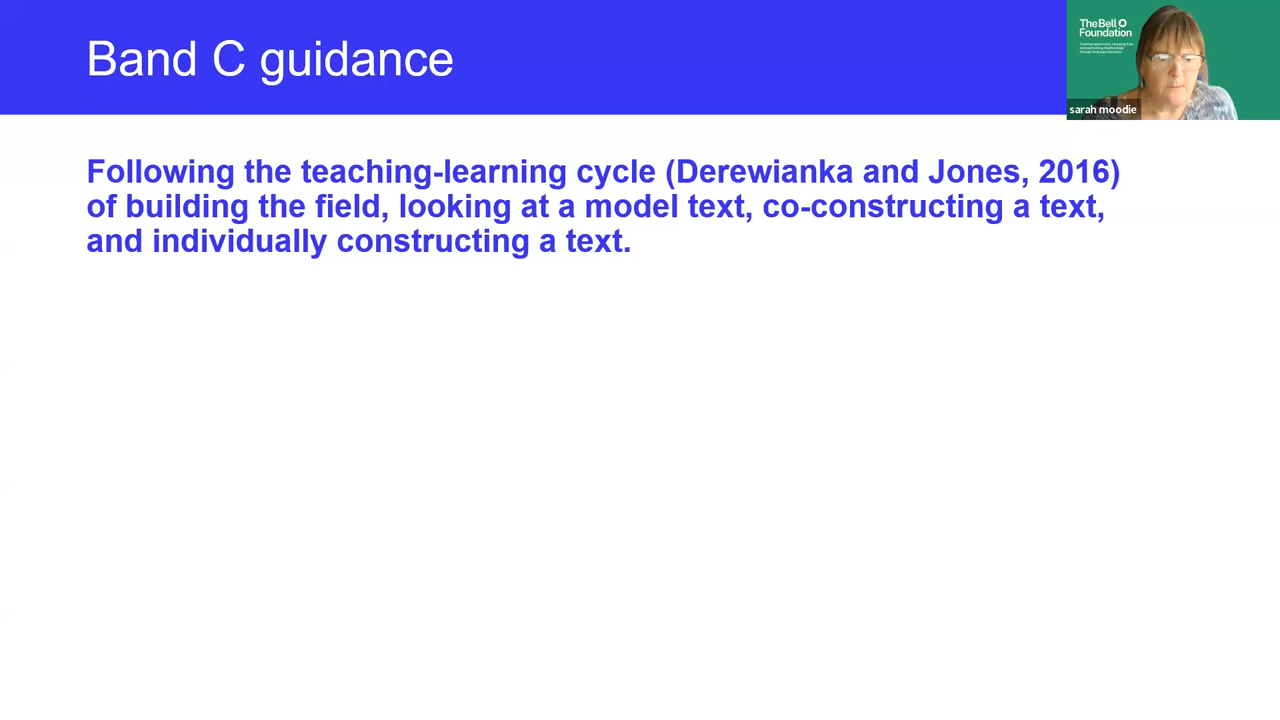 Band C guidance
The Bell
Foundation
sarah moodie
Following the teaching-learning cycle (Derewianka and Jones, 2016)
of building the field, looking at a model text, co-constructing a text,
and individually constructing a text.